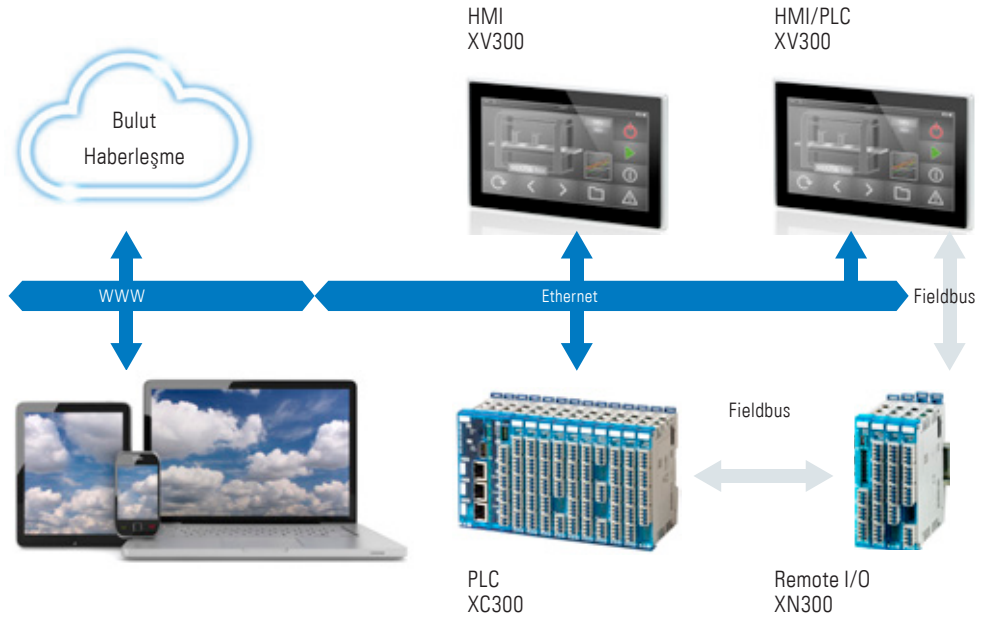 HMI
XV300
HMI/PLC
XV300
Bulut
Haberleşme
WWW
Ethernet
Fieldbus
Fieldbus
PLC
XC300
Remote I/O
XN300